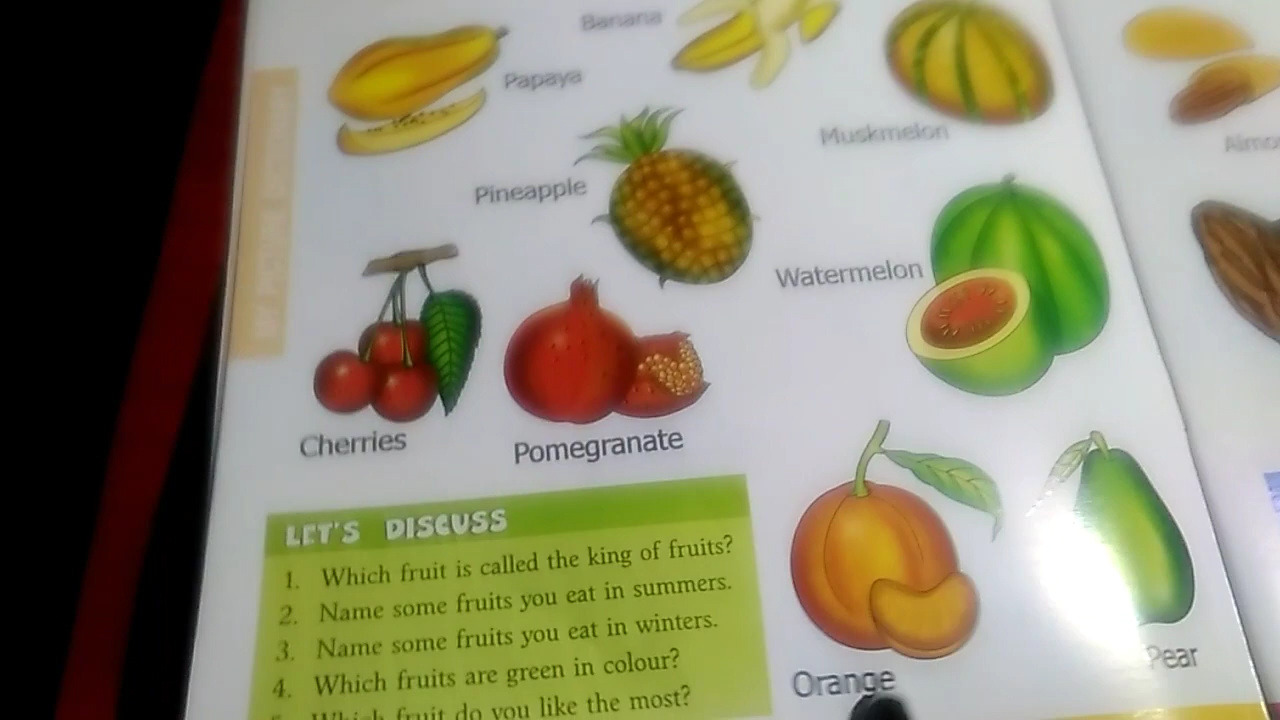 Banana
Papaya
Muskmelon
Pineapple
Watermelon
Cherries
Pomegranate
LET'S DISCUSS
1. Which fruit is called the king of fruits?
2. Name some fruits you eat in summers.
3. Name some fruits you eat in winters.
4. Which fruits are green in colour?
Which fruit do you like the most?
Orange
Pear